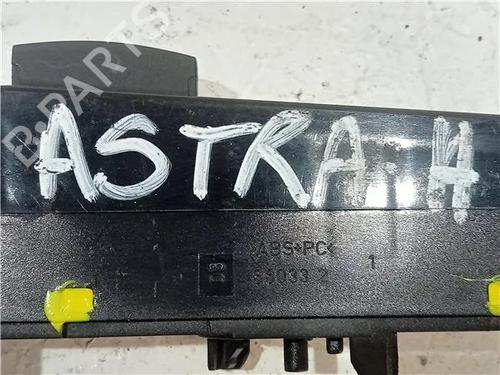 ASTRA-H
>ABS+PC<
1
B-PARTS